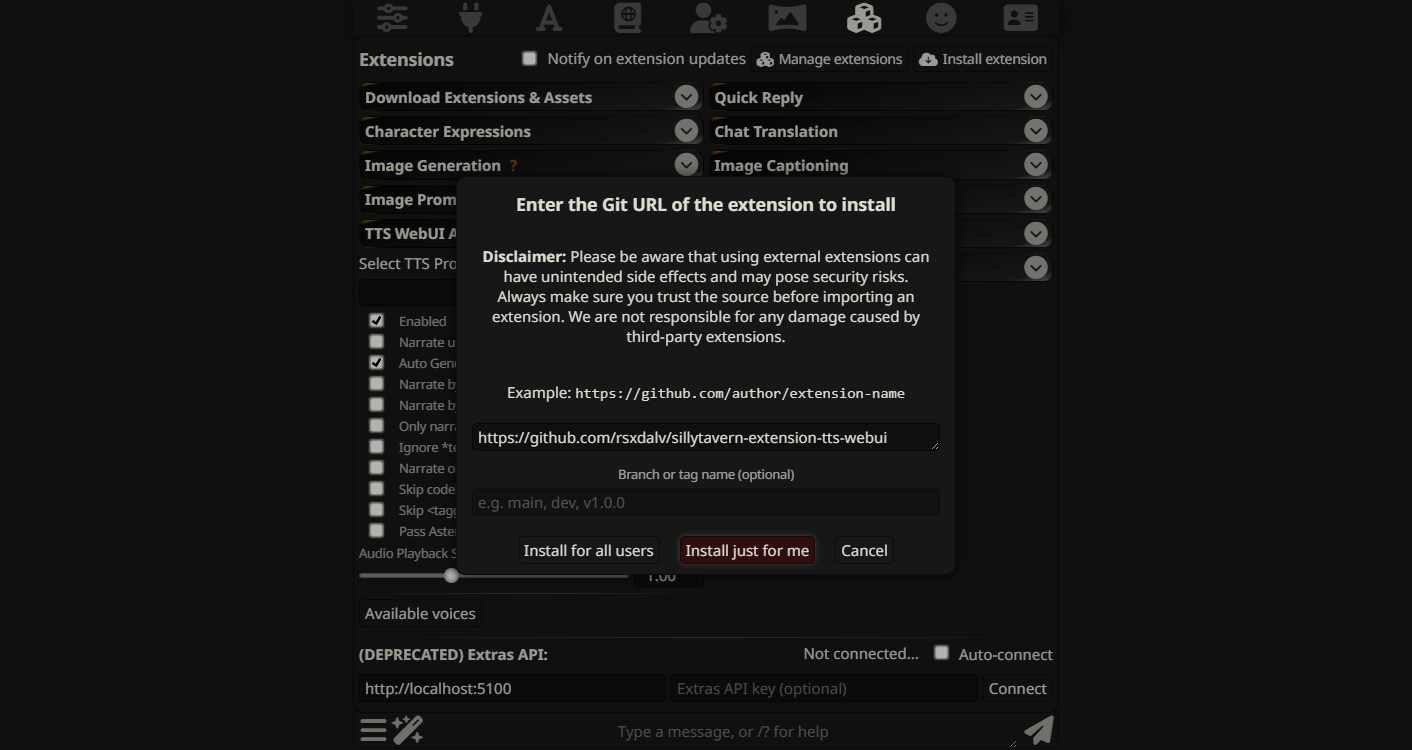 Extensions
Notify on extension updates
Manage extensions
Install extension
Download Extensions & Assets
Quick Reply
Character Expressions
Chat Translation
Image Generation ?
Image Captioning
Image Prom
TTS WebUI A
Select TTS Pro
Enabled
Narrate u
Auto Gen
Narrate b
Narrate b
Only narr
Ignore *te
Narrate o
Skip code
Skip <tagg
Pass Aste
Audio Playback S
1.00
Available voices
Enter the Git URL of the extension to install
Disclaimer: Please be aware that using external extensions can
have unintended side effects and may pose security risks.
Always make sure you trust the source before importing an
extension. We are not responsible for any damage caused by
third-party extensions.
Example: https://github.com/author/extension-name
https://github.com/rsxdalv/sillytavern-extension-tts-webui
Branch or tag name (optional)
e.g. main, dev, v1.0.0
Install for all users
Install just for me
Cancel
(DEPRECATED) Extras API:
Not connected...
Auto-connect
http://localhost:5100
Extras API key (optional)
Connect
Type a message, or /? for help